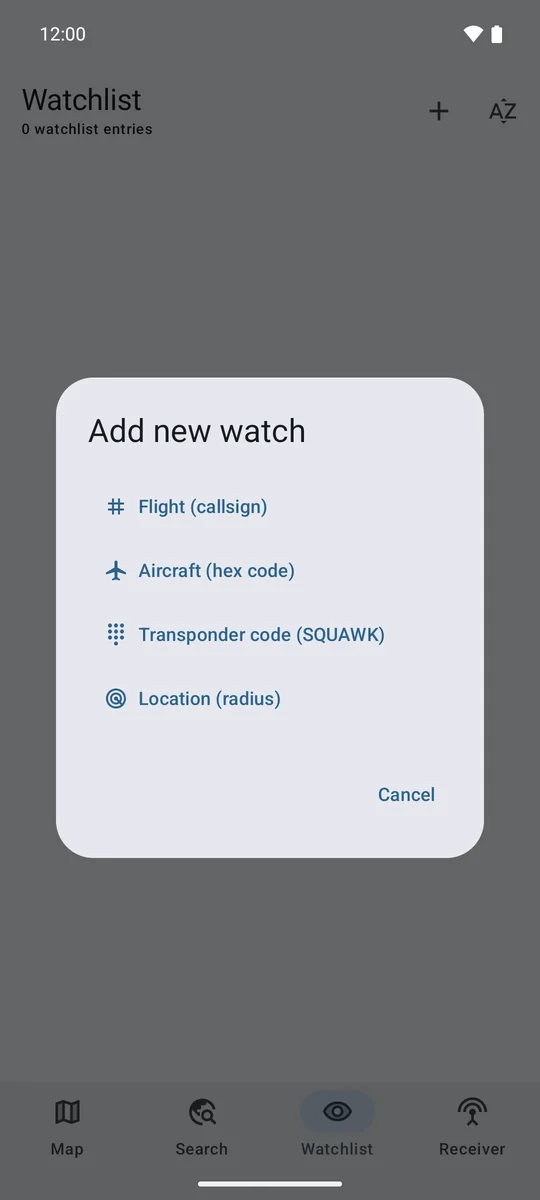 12:00
Watchlist
0 watchlist entries
AZ
Add new watch
Flight (callsign)
Aircraft (hex code)
Transponder code (SQUAWK)
Location (radius)
Cancel
Map
Search
Watchlist
Receiver